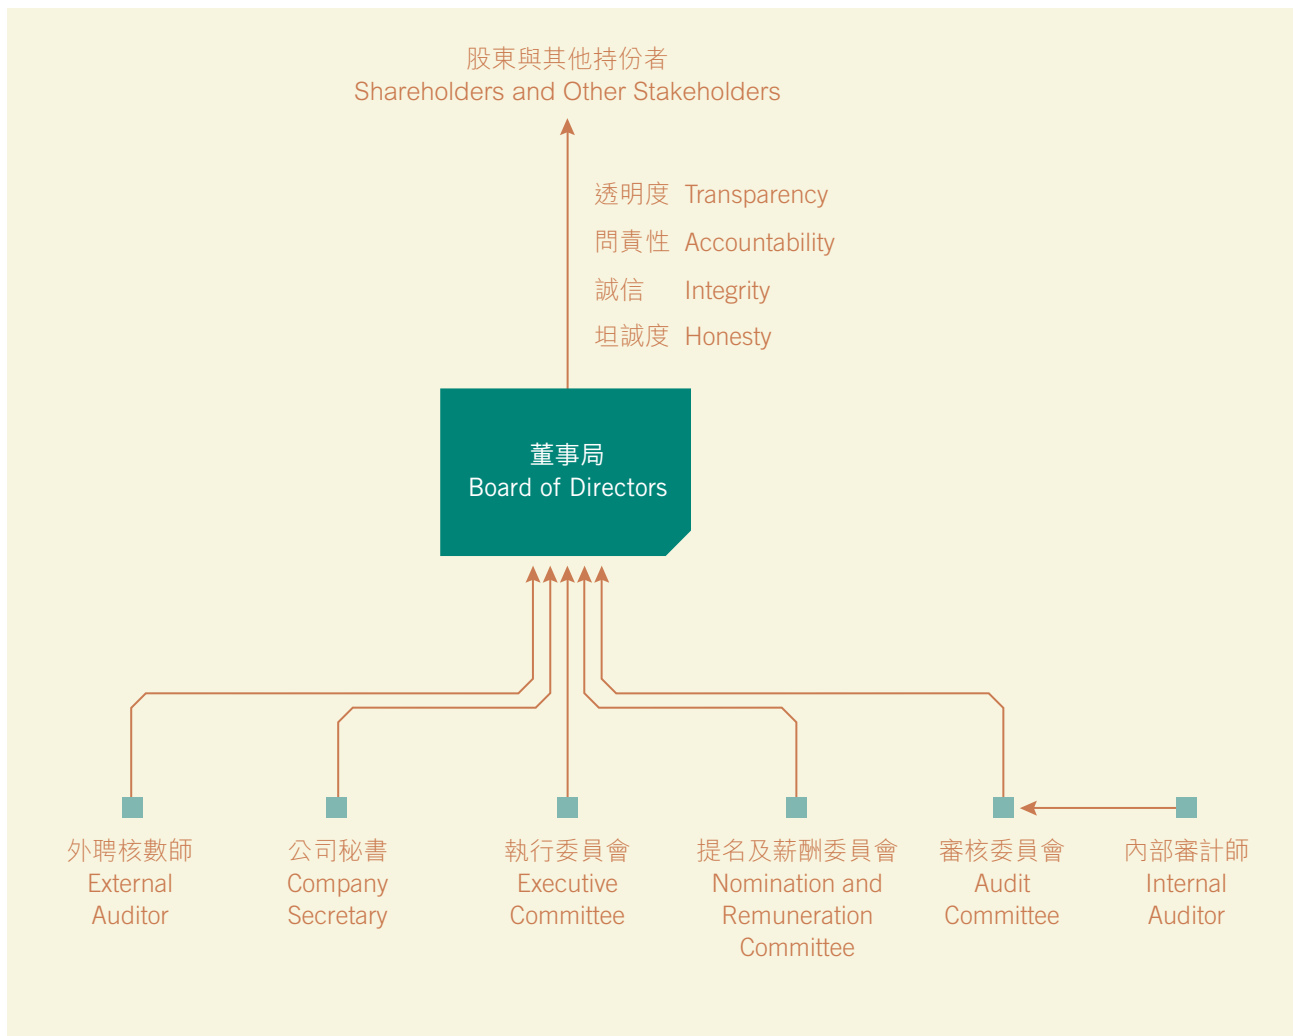 股東與其他持份者
Shareholders and Other Stakeholders
透明度 Transparency
問責性 Accountability
誠信 Integrity
坦誠度 Honesty
董事局
Board of Directors
外聘核數師
External
Auditor
公司秘書
Company
Secretary
執行委員會
Executive
Committee
提名及薪酬委員會
Nomination and
Remuneration
Committee
審核委員會
Audit
Committee
內部審計師
Internal
Auditor